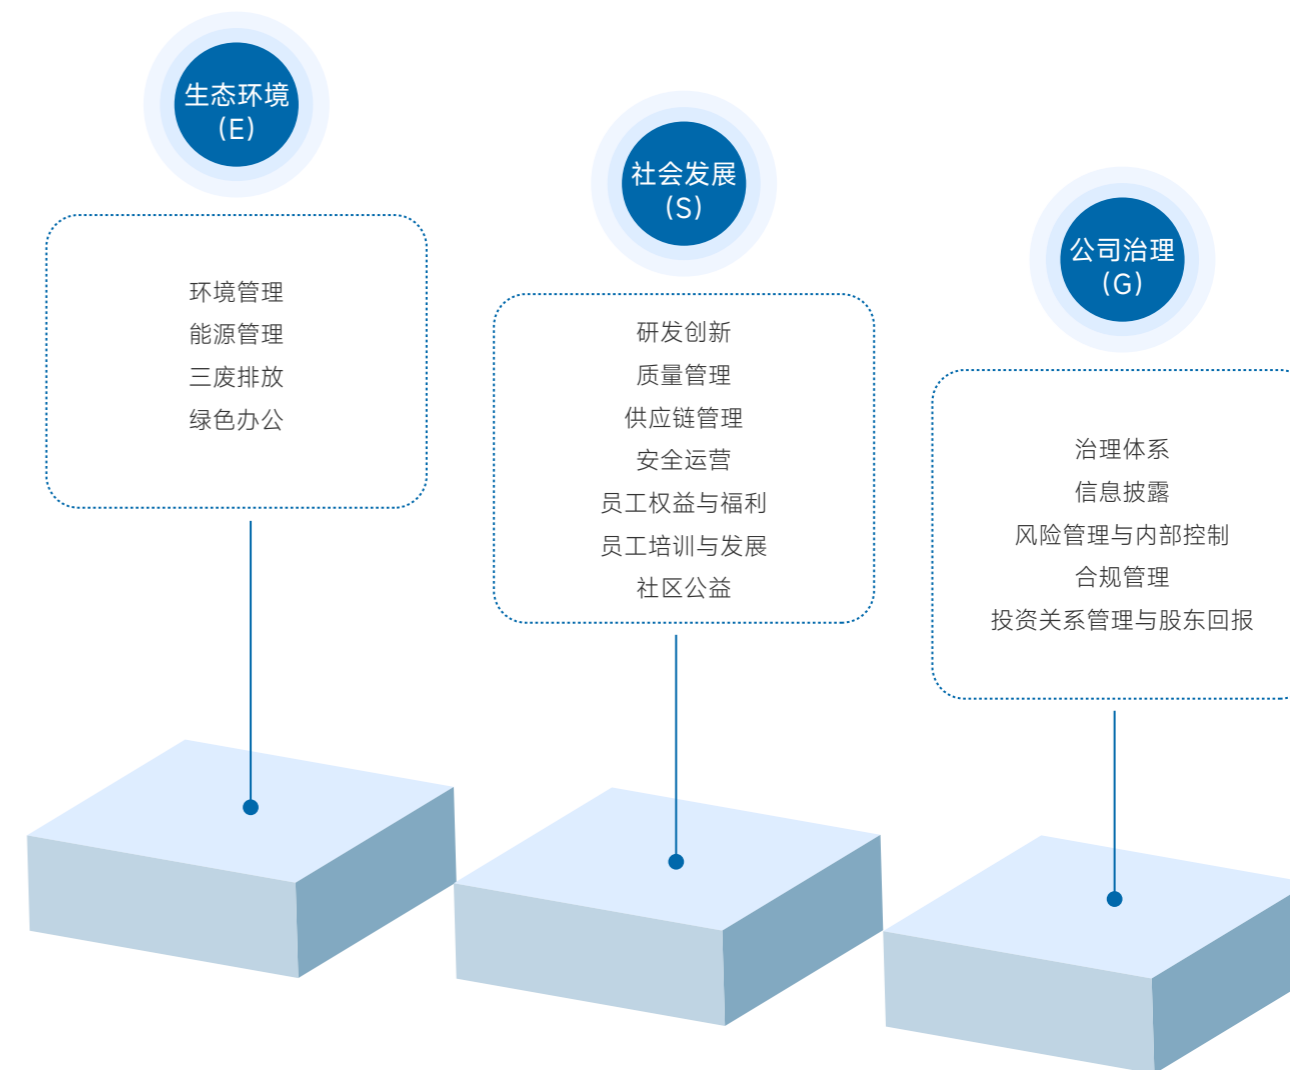 生态环境
(E)
环境管理
能源管理
三废排放
绿色办公
社会发展
(S)
研发创新
质量管理
供应链管理
安全运营
员工权益与福利
员工培训与发展
社区公益
公司治理
(G)
治理体系
信息披露
风险管理与内部控制
合规管理
投资关系管理与股东回报